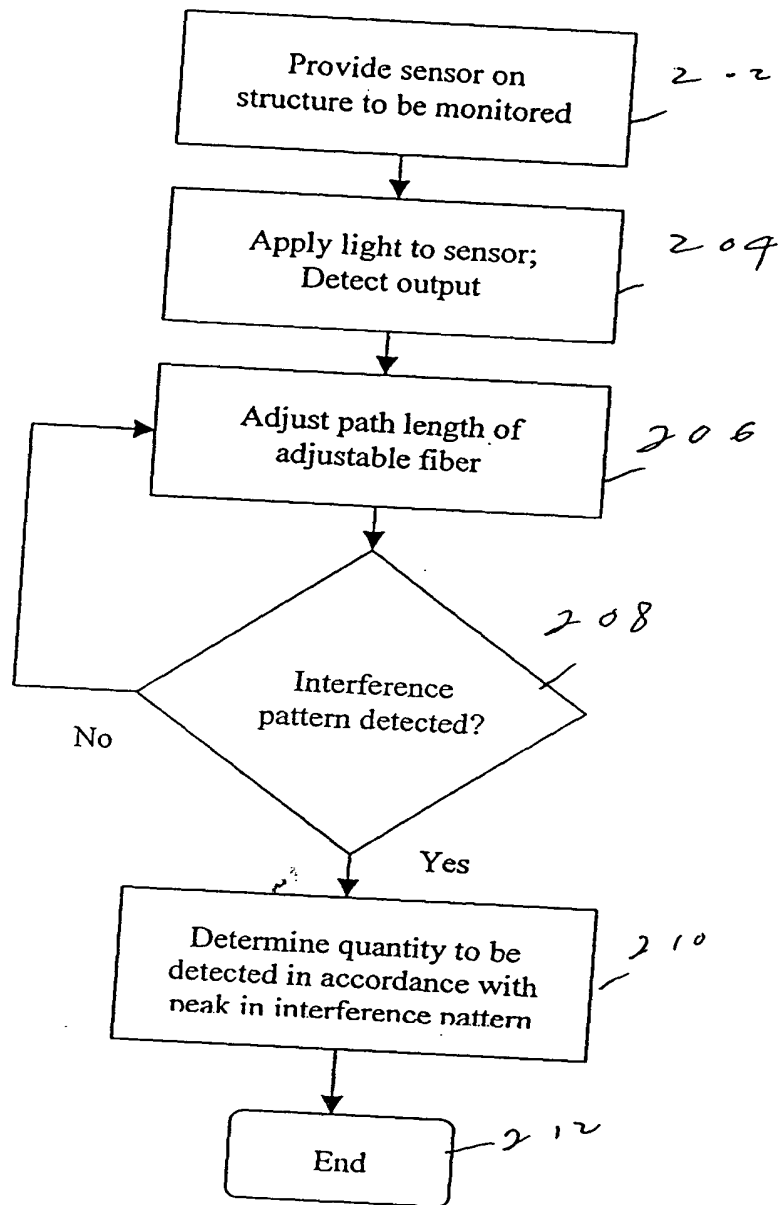 Provide sensor on
structure to be monitored
202
Apply light to sensor;
Detect output
204
Adjust path length of
adjustable fiber
206
208
Interference
pattern detected?
No
Yes
Determine quantity to be
detected in accordance with
peak in interference pattern
210
End
212